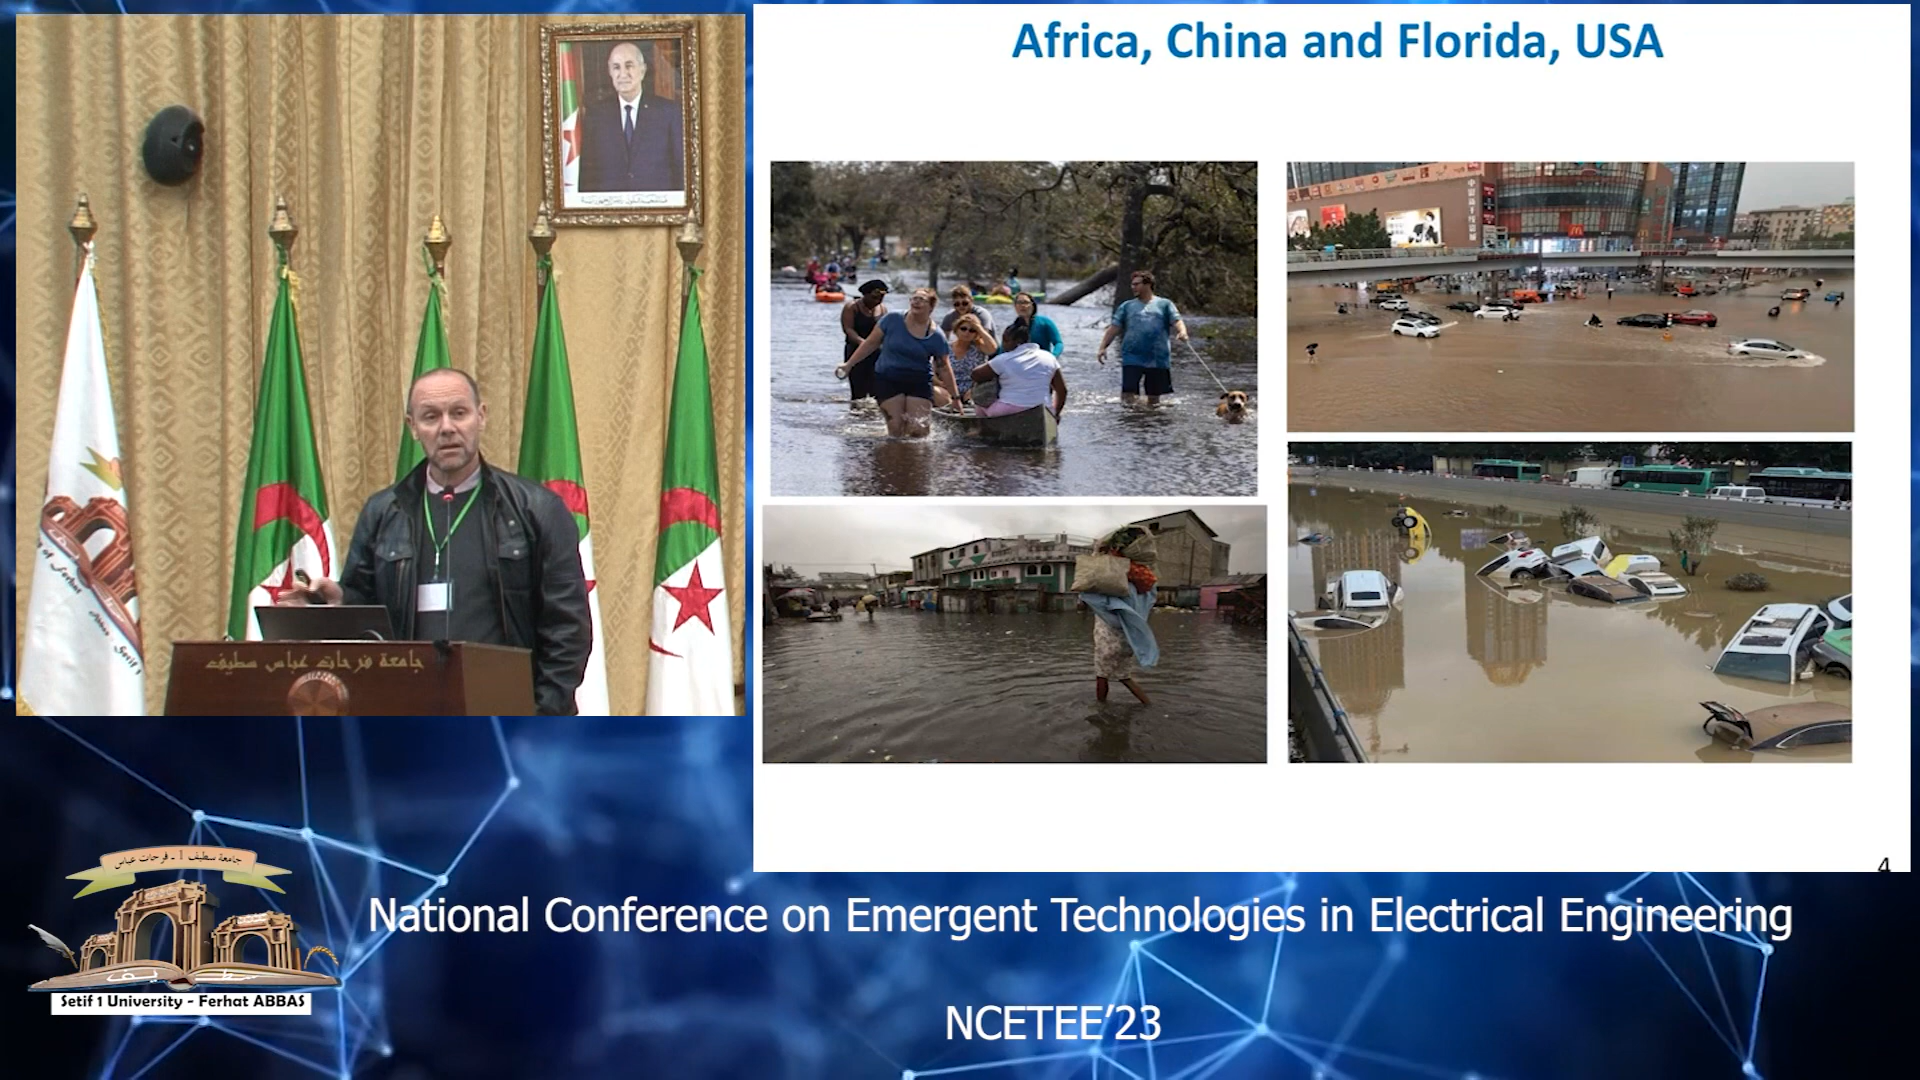 Africa, China and Florida, USA
جامعة فرحات عباس سطيف
4
جامعة سطيف 1 - فرحات عباس
سطيف
Setif 1 University - Ferhat ABBAS
National Conference on Emergent Technologies in Electrical Engineering
NCETEE'23